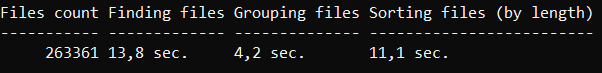 Files count Finding files Grouping files Sorting files (by length)
----------- ------------- -------------- -------------------------
263361 13,8 sec. 4,2 sec. 11,1 sec.